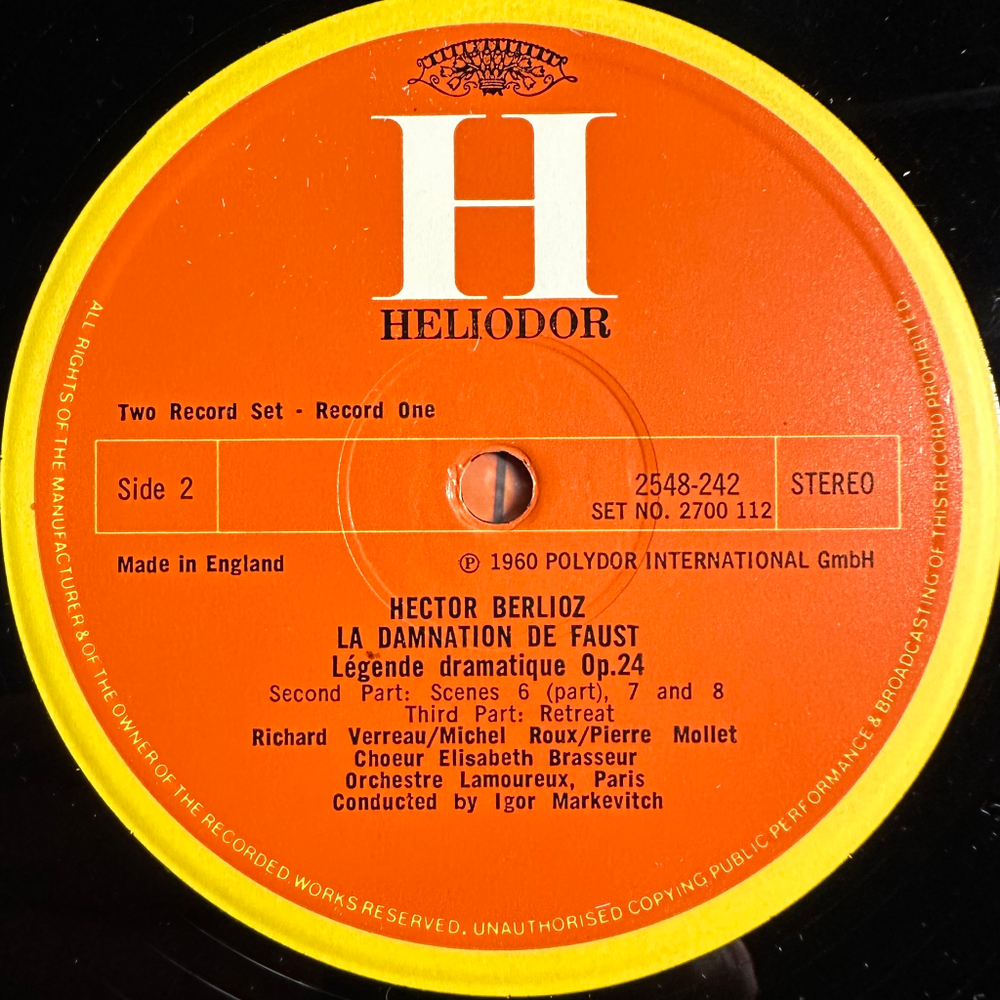 H
HELIODOR
Two Record Set - Record One
Side 2
2548-242
SET NO. 2700 112
STEREO
Made in England
℗ 1960 POLYDOR INTERNATIONAL GmbH
HECTOR BERLIOZ
LA DAMNATION DE FAUST
Légende dramatique Op.24
Second Part: Scenes 6 (part), 7 and 8
Third Part: Retreat
Richard Verreau/Michel Roux/Pierre Mollet
Choeur Elisabeth Brasseur
Orchestre Lamoureux, Paris
Conducted by Igor Markevitch
ALL RIGHTS OF THE MANUFACTURER & OF THE OWNER OF THE RECORDED WORKS RESERVED. UNAUTHORISED COPYING PUBLIC PERFORMANCE & BROADCASTING OF THIS RECORD PROHIBITED